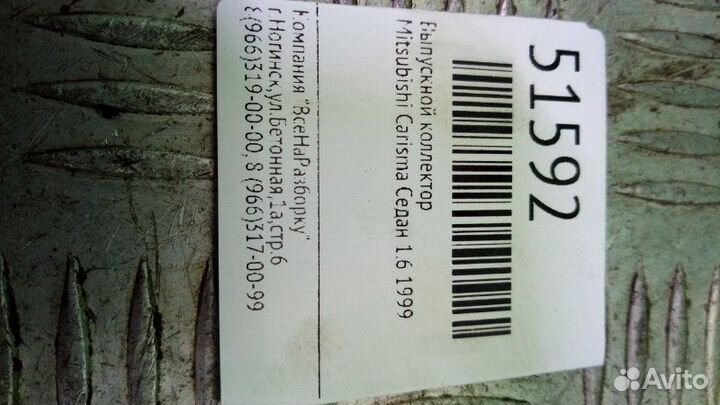 51592
Выпускной коллектор
Mitsubishi Carisma Седан 1.6 1999
Компания "ВсеНаРазборку"
г.Ногинск,ул.Бетонная,1а,стр.6
8(966)319-00-00, 8 (966)317-00-99
Avito